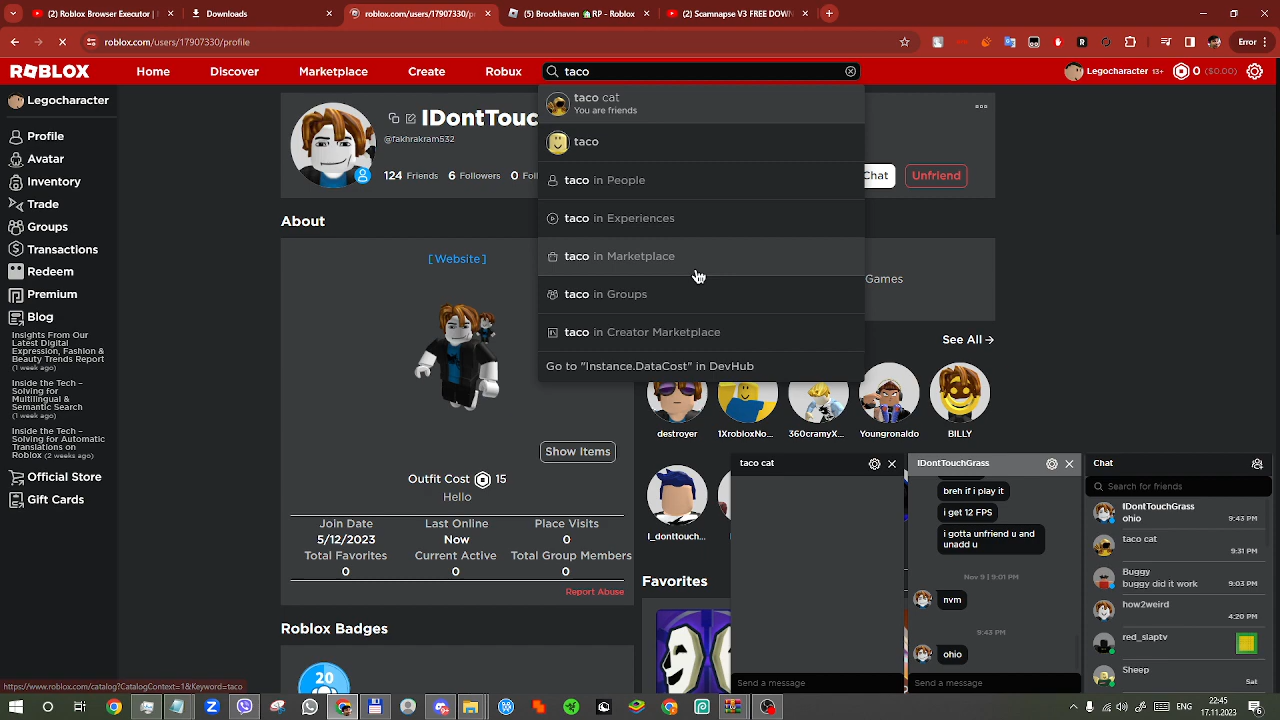 (2) Roblox Browser Executor |
Downloads
roblox.com/users/17907330/prof
(5) Brookhaven RP - Roblox
(2) Scamnapse V3 FREE DOWN
roblox.com/users/17907330/profile
Error
ROBLOX
Home
Discover
Marketplace
Create
Robux
taco
Legocharacter 13+
0 ($0.00)
Legocharacter
Profile
Avatar
Inventory
Trade
Groups
Transactions
Redeem
Premium
Blog
Insights From Our
Latest Digital
Expression, Fashion &
Beauty Trends Report
(1 week ago)
Inside the Tech –
Solving for
Multilingual &
Semantic Search
(1 week ago)
Inside the Tech -
Solving for Automatic
Translations on
Roblox (2 weeks ago)
Official Store
Gift Cards
IDontTouc
@fakhrakram532
124 Friends
6 Followers
0 Foll
Chat
Unfriend
taco cat
You are friends
taco
taco in People
taco in Experiences
taco in Marketplace
taco in Groups
taco in Creator Marketplace
Go to "Instance.DataCost" in DevHub
About
[ Website ]
Games
See All →
Show Items
Outfit Cost 15
Hello
Join Date
5/12/2023
Last Online
Now
Place Visits
0
Total Favorites
0
Current Active
0
Total Group Members
0
Report Abuse
Roblox Badges
20
destroyer
1Xroblox...
360cramyX...
Youngronaldo
BILLY
I_donttouch...
Favorites
taco cat
Send a message
IDontTouchGrass
breh if i play it
i get 12 FPS
i gotta unfriend u and
unadd u
Nov 9 | 9:01 PM
nvm
9:43 PM
ohio
Send a message
Chat
Search for friends
IDontTouchGrass
ohio
9:43 PM
taco cat
9:31 PM
Buggy
buggy did it work
9:03 PM
how2weird
4:20 PM
red_slaptv
Sheep
Sat
https://www.roblox.com/catalog?CatalogContext=1&Keyword=taco
ENG
22:45
17.11.2023